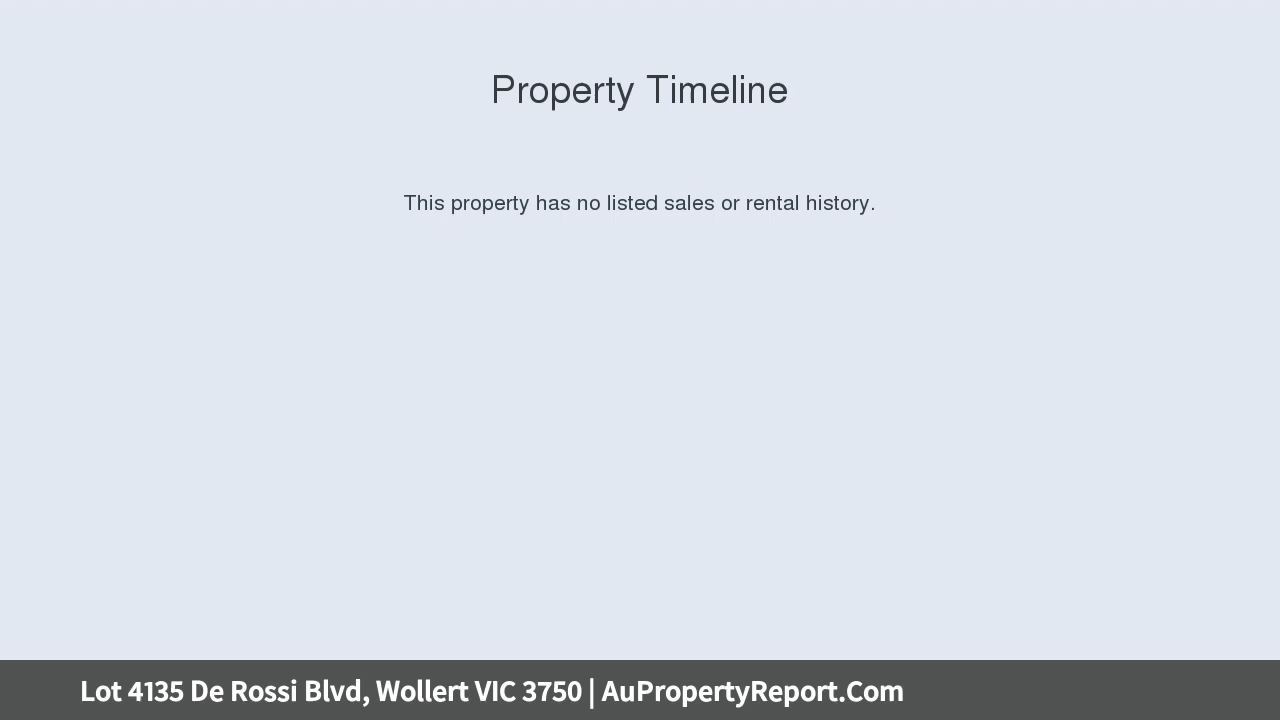 Property Timeline
This property has no listed sales or rental history.
Lot 4135 De Rossi Blvd, Wollert VIC 3750 | AuPropertyReport.Com